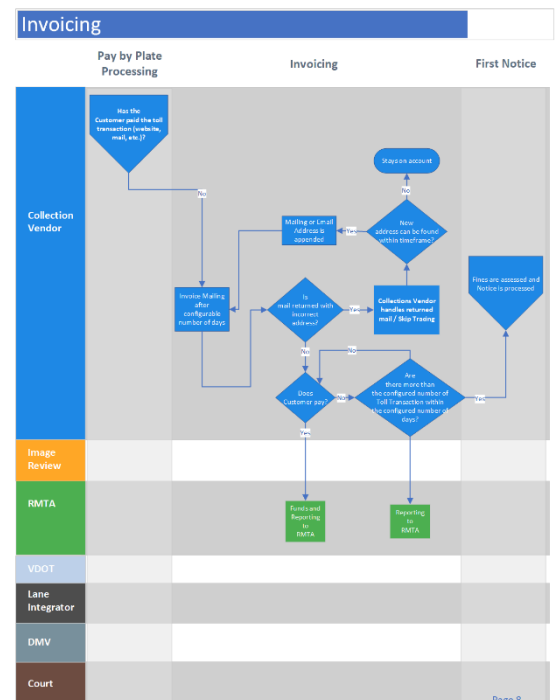 Invoicing
Pay by Plate
Processing
Invoicing
First Notice
Collection
Vendor
Has the
Customer paid the toll
transaction (website,
mail, etc.)?
No
Invoice Mailing
after
configurable
number of days
Mailing or Email
Address is
appended
Yes
Stays on account
No
New
address can be found
within timeframe?
Is
mail returned with
incorrect
address?
Yes
Collections Vendor
handles returned
mail / Skip Tracing
No
No
Does
Customer pay?
No
Are
there more than
the configured number of
Toll Transaction within
the configured number of
days?
Yes
Yes
Fines are assessed and
Notice is processed
Image
Review
RMTA
Funds and
Reporting
to
RMTA
Reporting
to
RMTA
VDOT
Lane
Integrator
DMV
Court
Page 8